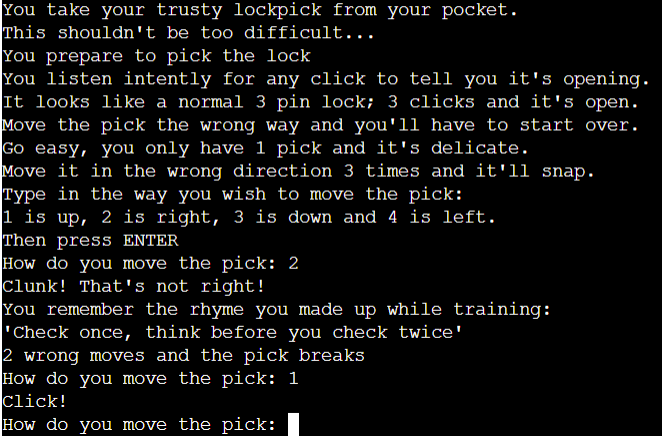 You take your trusty lockpick from your pocket.
This shouldn't be too difficult...
You prepare to pick the lock
You listen intently for any click to tell you it's opening.
It looks like a normal 3 pin lock; 3 clicks and it's open.
Move the pick the wrong way and you'll have to start over.
Go easy, you only have 1 pick and it's delicate.
Move it in the wrong direction 3 times and it'll snap.
Type in the way you wish to move the pick:
1 is up, 2 is right, 3 is down and 4 is left.
Then press ENTER
How do you move the pick: 2
Clunk! That's not right!
You remember the rhyme you made up while training:
'Check once, think before you check twice'
2 wrong moves and the pick breaks
How do you move the pick: 1
Click!
How do you move the pick: